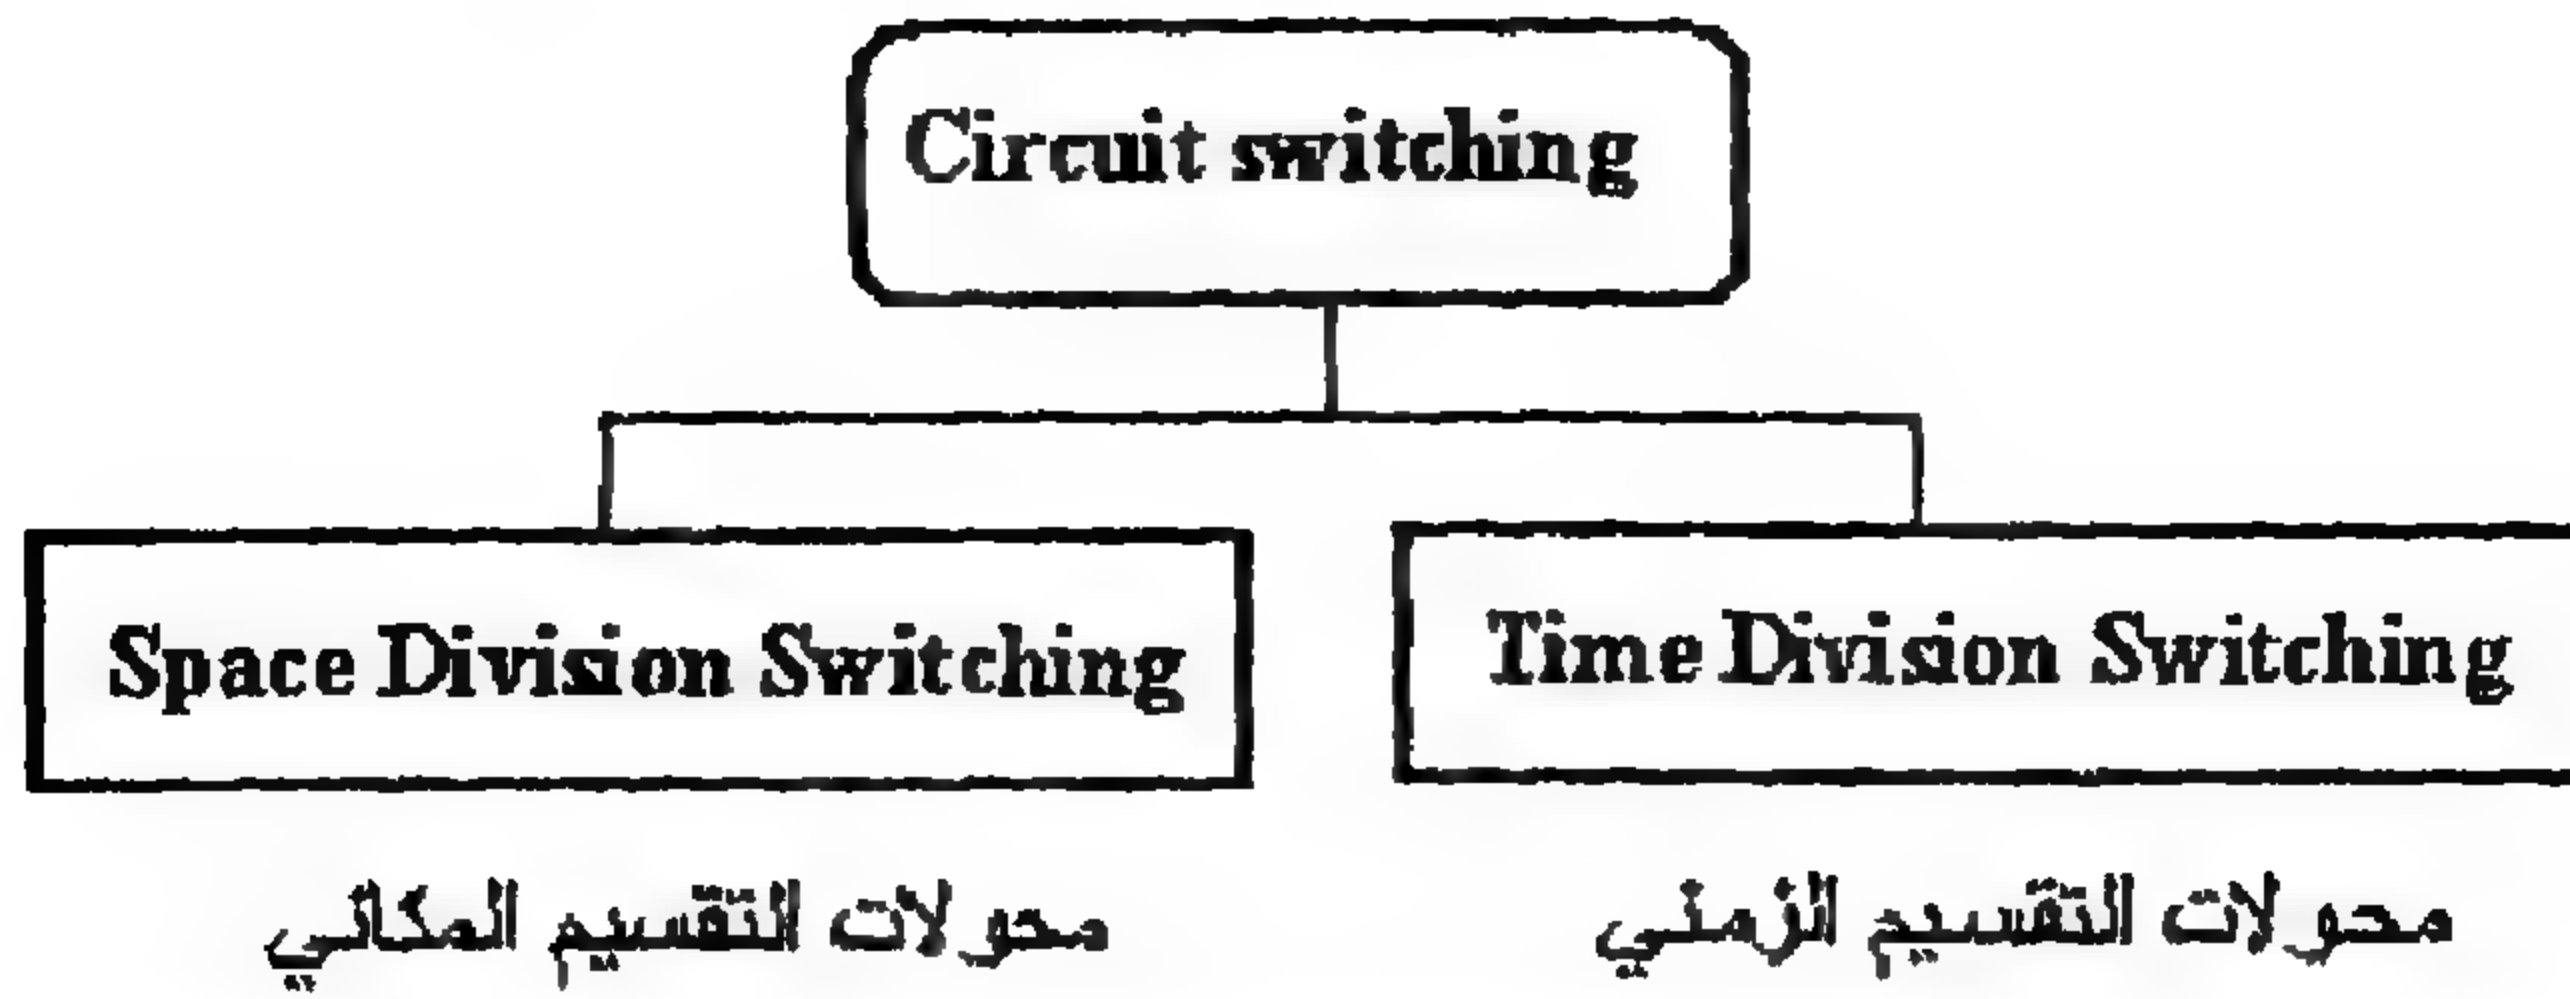 Circuit switching
Space Division Switching
Time Division Switching
محولات التقسيم المكاني
محولات التقسيم الزمني